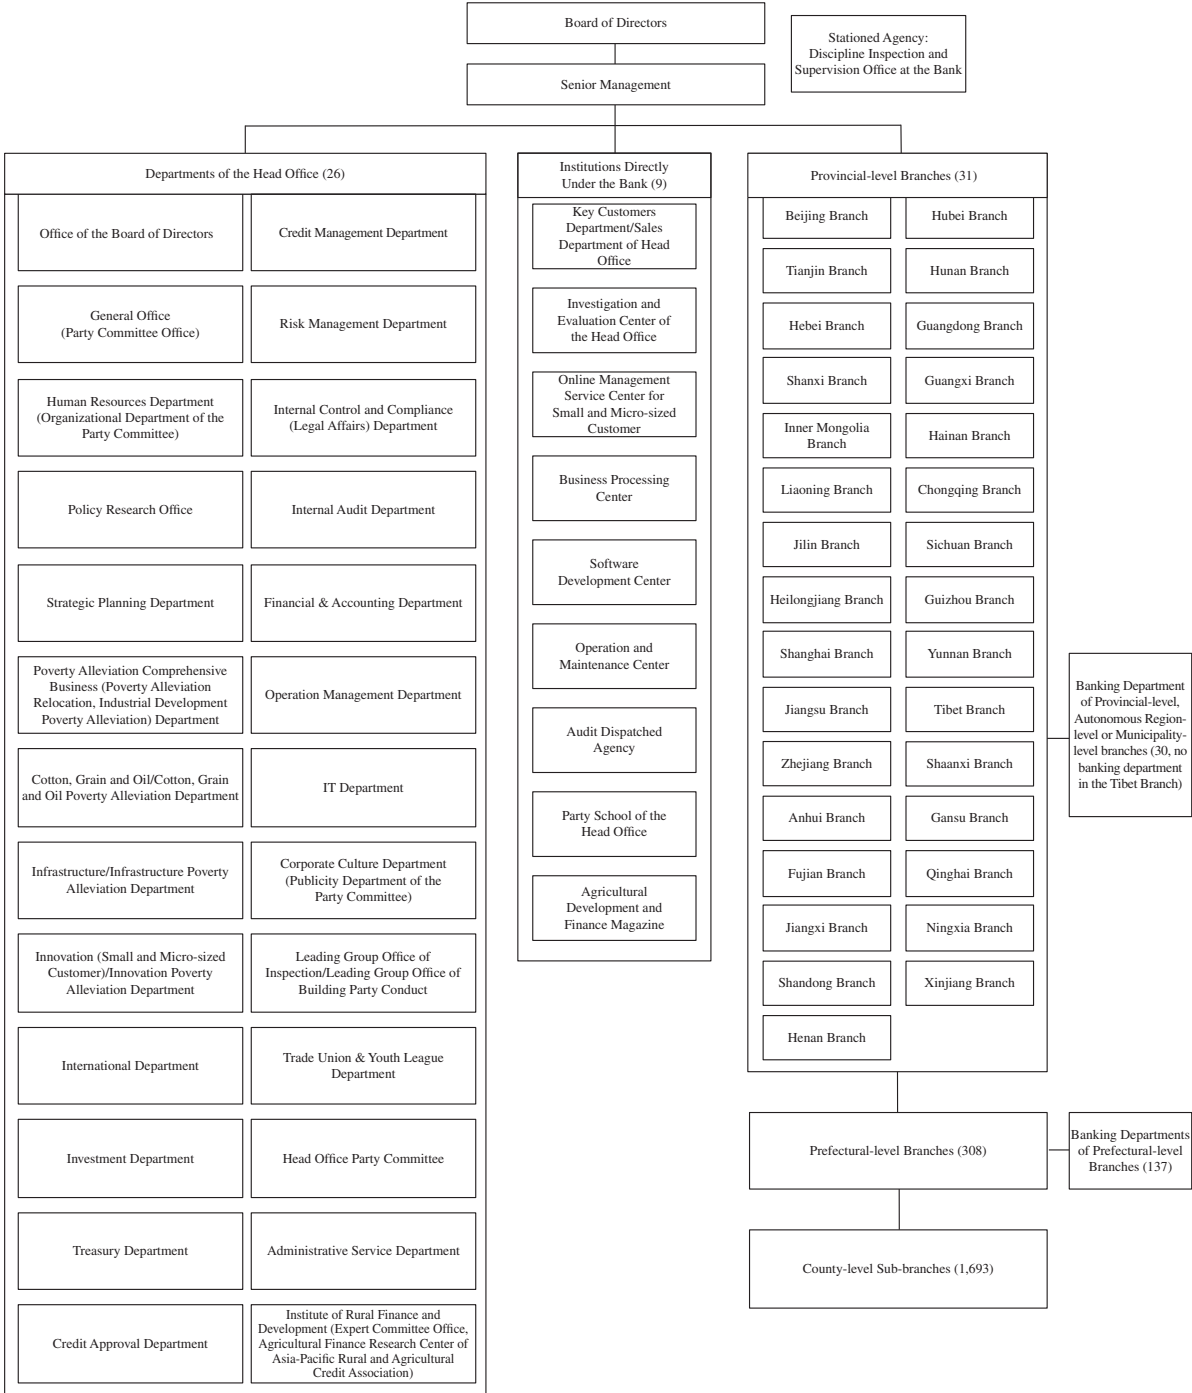 Board of Directors
Stationed Agency:
Discipline Inspection and
Supervision Office at the Bank
Senior Management
Departments of the Head Office (26)
Office of the Board of Directors
Credit Management Department
General Office
(Party Committee Office)
Risk Management Department
Human Resources Department
(Organizational Department of the
Party Committee)
Internal Control and Compliance
(Legal Affairs) Department
Policy Research Office
Internal Audit Department
Strategic Planning Department
Financial & Accounting Department
Poverty Alleviation Comprehensive
Business (Poverty Alleviation
Relocation, Industrial Development
Poverty Alleviation) Department
Operation Management Department
Cotton, Grain and Oil/Cotton, Grain
and Oil Poverty Alleviation Department
IT Department
Infrastructure/Infrastructure Poverty
Alleviation Department
Corporate Culture Department
(Publicity Department of the
Party Committee)
Innovation (Small and Micro-sized
Customer)/Innovation Poverty
Alleviation Department
Leading Group Office of
Inspection/Leading Group Office of
Building Party Conduct
International Department
Trade Union & Youth League
Department
Investment Department
Head Office Party Committee
Treasury Department
Administrative Service Department
Credit Approval Department
Institute of Rural Finance and
Development (Expert Committee Office,
Agricultural Finance Research Center of
Asia-Pacific Rural and Agricultural
Credit Association)
Institutions Directly
Under the Bank (9)
Key Customers
Department/Sales
Department of Head
Office
Investigation and
Evaluation Center of
the Head Office
Online Management
Service Center for
Small and Micro-sized
Customer
Business Processing
Center
Software
Development Center
Operation and
Maintenance Center
Audit Dispatched
Agency
Party School of the
Head Office
Agricultural
Development and
Finance Magazine
Provincial-level Branches (31)
Beijing Branch
Hubei Branch
Tianjin Branch
Hunan Branch
Hebei Branch
Guangdong Branch
Shanxi Branch
Guangxi Branch
Inner Mongolia
Branch
Hainan Branch
Liaoning Branch
Chongqing Branch
Jilin Branch
Sichuan Branch
Heilongjiang Branch
Guizhou Branch
Shanghai Branch
Yunnan Branch
Jiangsu Branch
Tibet Branch
Zhejiang Branch
Shaanxi Branch
Anhui Branch
Gansu Branch
Fujian Branch
Qinghai Branch
Jiangxi Branch
Ningxia Branch
Shandong Branch
Xinjiang Branch
Henan Branch
Banking Department
of Provincial-level,
Autonomous Region-
level or Municipality-
level branches (30, no
banking department
in the Tibet Branch)
Prefectural-level Branches (308)
Banking Departments
of Prefectural-level
Branches (137)
County-level Sub-branches (1,693)